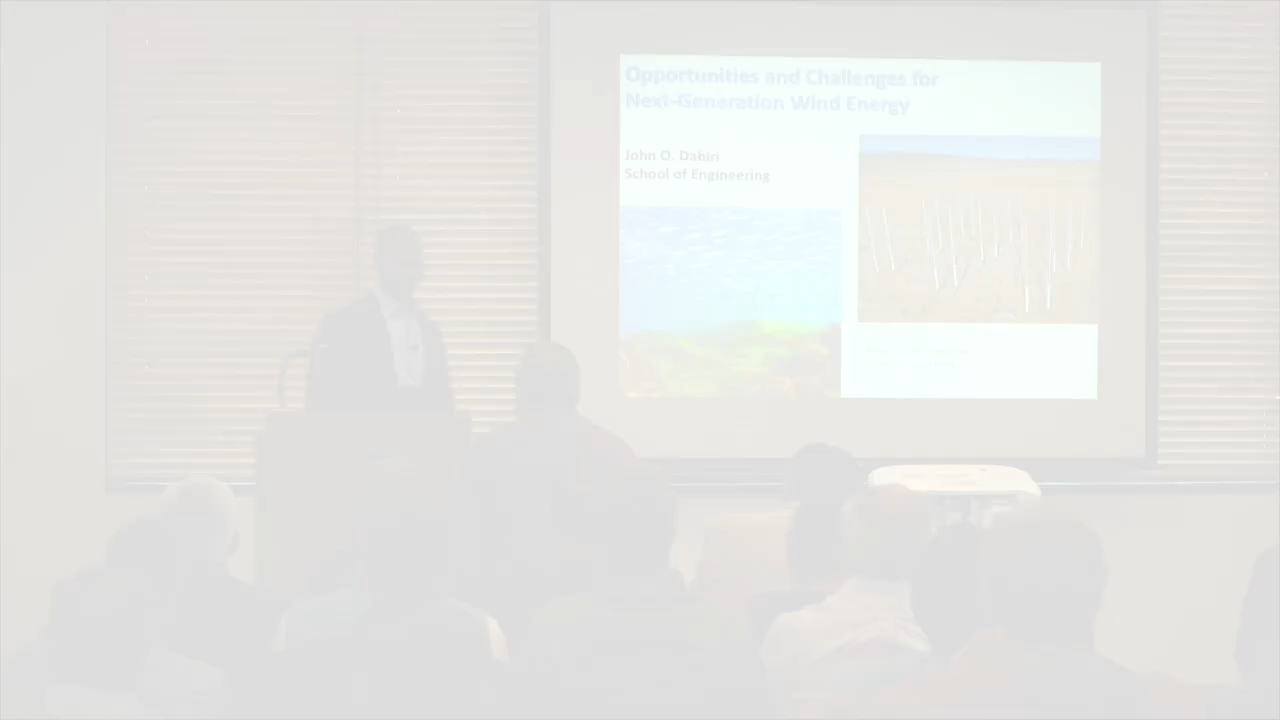 Opportunities and Challenges for
Next-Generation Wind Energy
John O. Dabiri
School of Engineering